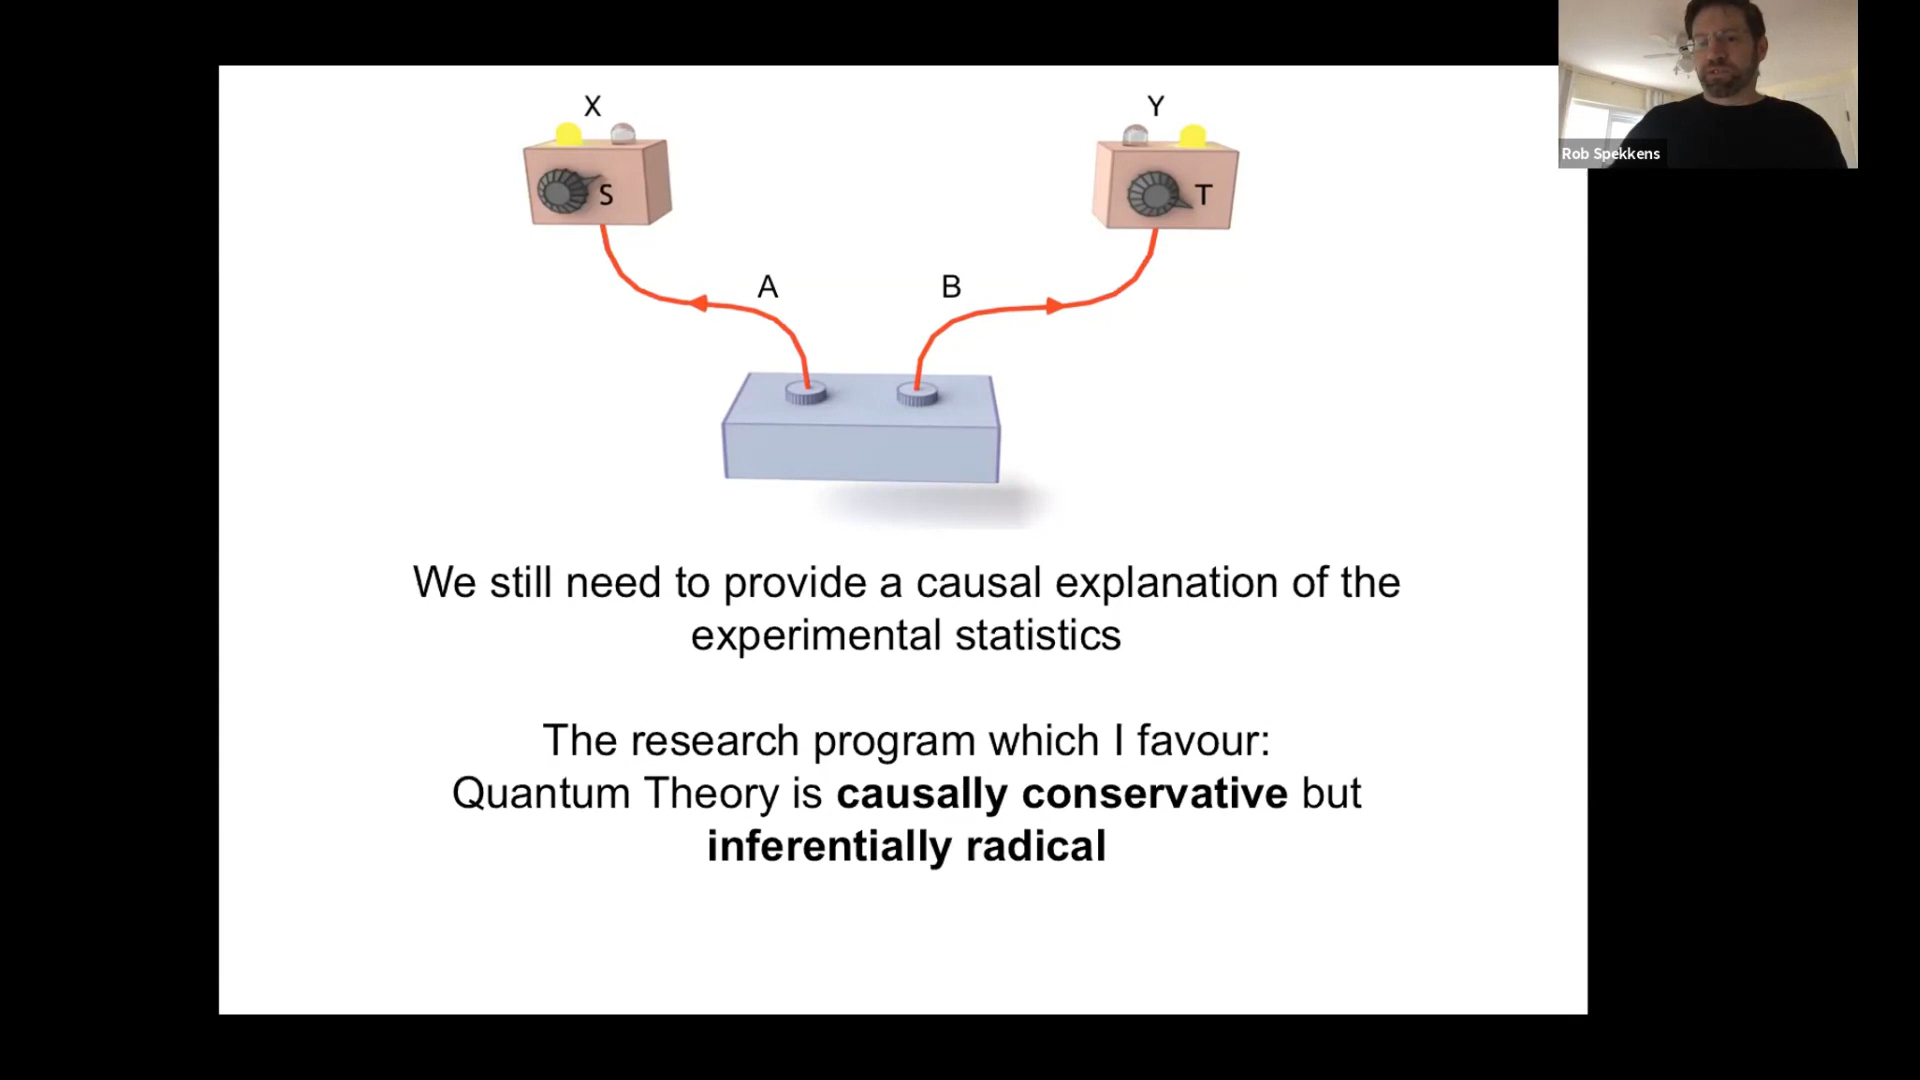 X
Y
S
T
Rob Spekkens
A
B
We still need to provide a causal explanation of the
experimental statistics
The research program which I favour:
Quantum Theory is causally conservative but
inferentially radical